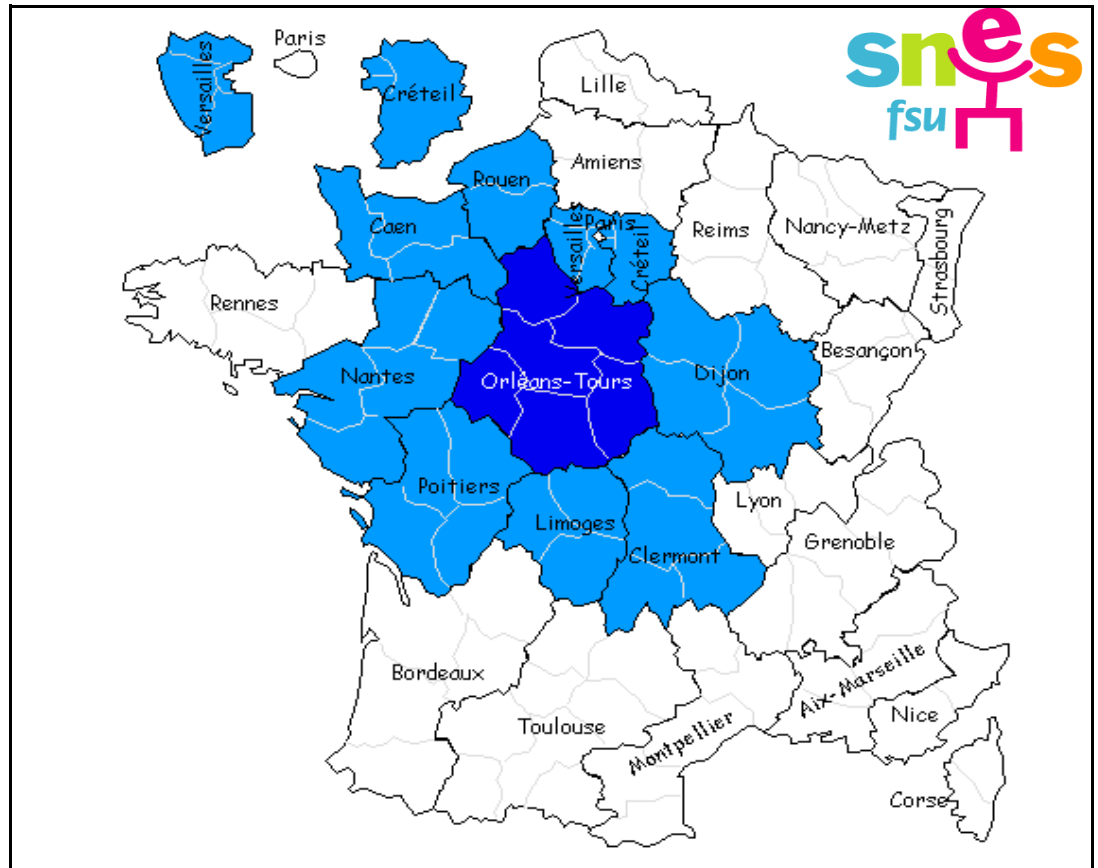 Paris
snes
fsu
Versailles
Créteil
Lille
Amiens
Rouen
Caen
Versailles
Paris
Créteil
Reims
Nancy-Metz
Strasbourg
Rennes
Nantes
Orléans-Tours
Dijon
Besançon
Poitiers
Limoges
Clermont
Lyon
Grenoble
Bordeaux
Toulouse
Montpellier
Aix-Marseille
Nice
Corse